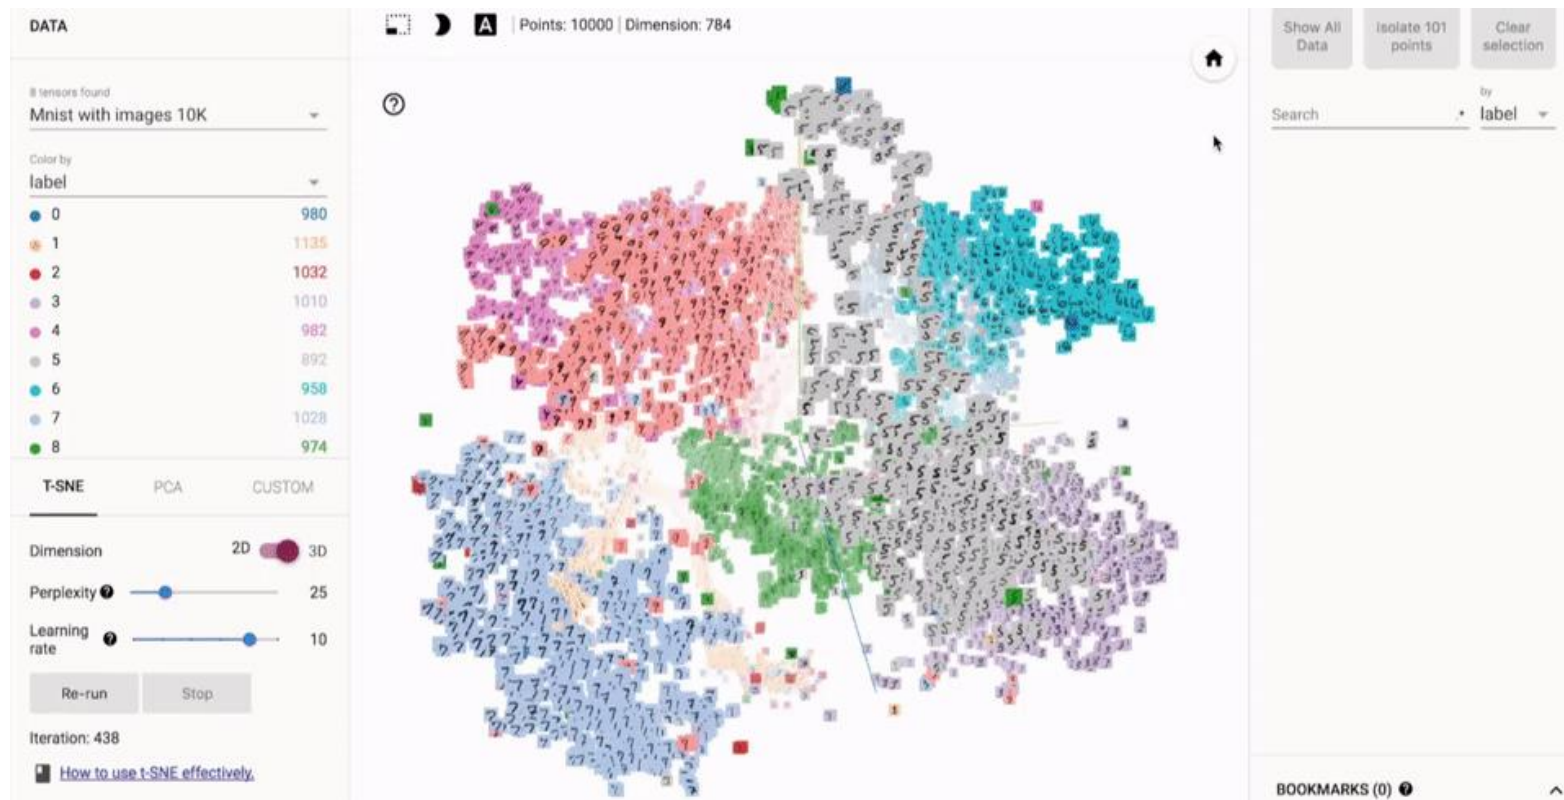 DATA
Points: 10000 | Dimension: 784
Show All Data
Isolate 101 points
Clear selection
8 tensors found
Mnist with images 10K
by
Search
.*
label
Color by
label
0 980
1 1135
2 1032
3 1010
4 982
5 892
6 958
7 1028
8 974
T-SNE PCA CUSTOM
Dimension 2D 3D
Perplexity 25
Learning rate 10
Re-run Stop
Iteration: 438
How to use t-SNE effectively.
BOOKMARKS (0)